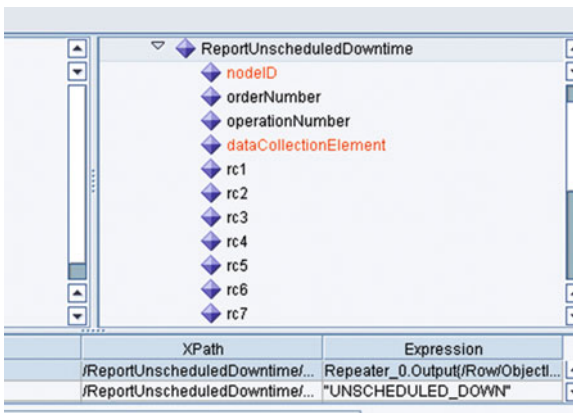 ReportUnscheduledDowntime
nodeID
orderNumber
operationNumber
dataCollectionElement
rc1
rc2
rc3
rc4
rc5
rc6
rc7
XPath Expression
/ReportUnscheduledDowntime/... Repeater_0.Output{/Row/ObjectI...
/ReportUnscheduledDowntime/... "UNSCHEDULED_DOWN"